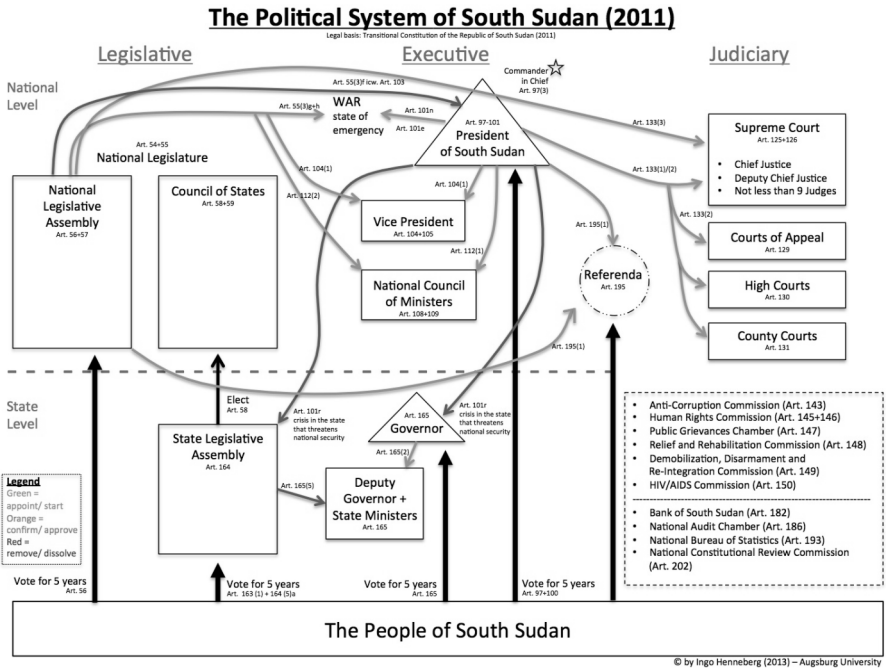 The Political System of South Sudan (2011)
Legal basis: Transitional Constitution of the Republic of South Sudan (2011)
Legislative
Executive
Judiciary
National
Level
Commander
in Chief
Art. 97(3)
Art. 55(3)f icw. Art. 103
Art. 55(3)g+h
WAR
state of
emergency
Art. 101n
Art. 101e
Art. 97-101
President
of South Sudan
Art. 133(3)
Art. 133(1)/(2)
Art. 133(2)
Supreme Court
Art. 125+126
• Chief Justice
• Deputy Chief Justice
• Not less than 9 Judges
Art. 54+55
National Legislature
National
Legislative
Assembly
Art. 56+57
Council of States
Art. 58+59
Art. 104(1)
Art. 112(2)
Art. 104(1)
Vice President
Art. 104+105
Art. 112(1)
National Council
of Ministers
Art. 108+109
Art. 195(1)
Referenda
Art. 195
Art. 195(1)
Courts of Appeal
Art. 129
High Courts
Art. 130
County Courts
Art. 131
State
Level
Elect
Art. 58
State Legislative
Assembly
Art. 164
Art. 101r
crisis in the state
that threatens
national security
Art. 165
Governor
Art. 101r
crisis in the state
that threatens
national security
Art. 165(2)
Art. 165(5)
Deputy
Governor +
State Ministers
Art. 165
• Anti-Corruption Commission (Art. 143)
• Human Rights Commission (Art. 145+146)
• Public Grievances Chamber (Art. 147)
• Relief and Rehabilitation Commission (Art. 148)
• Demobilization, Disarmament and
Re-Integration Commission (Art. 149)
• HIV/AIDS Commission (Art. 150)
• Bank of South Sudan (Art. 182)
• National Audit Chamber (Art. 186)
• National Bureau of Statistics (Art. 193)
• National Constitutional Review Commission
(Art. 202)
Legend
Green =
appoint/ start
Orange =
confirm/ approve
Red =
remove/ dissolve
Vote for 5 years
Art. 56
Vote for 5 years
Art. 163 (1) + 164 (5)a
Vote for 5 years
Art. 165
Vote for 5 years
Art. 97+100
The People of South Sudan
© by Ingo Henneberg (2013) – Augsburg University